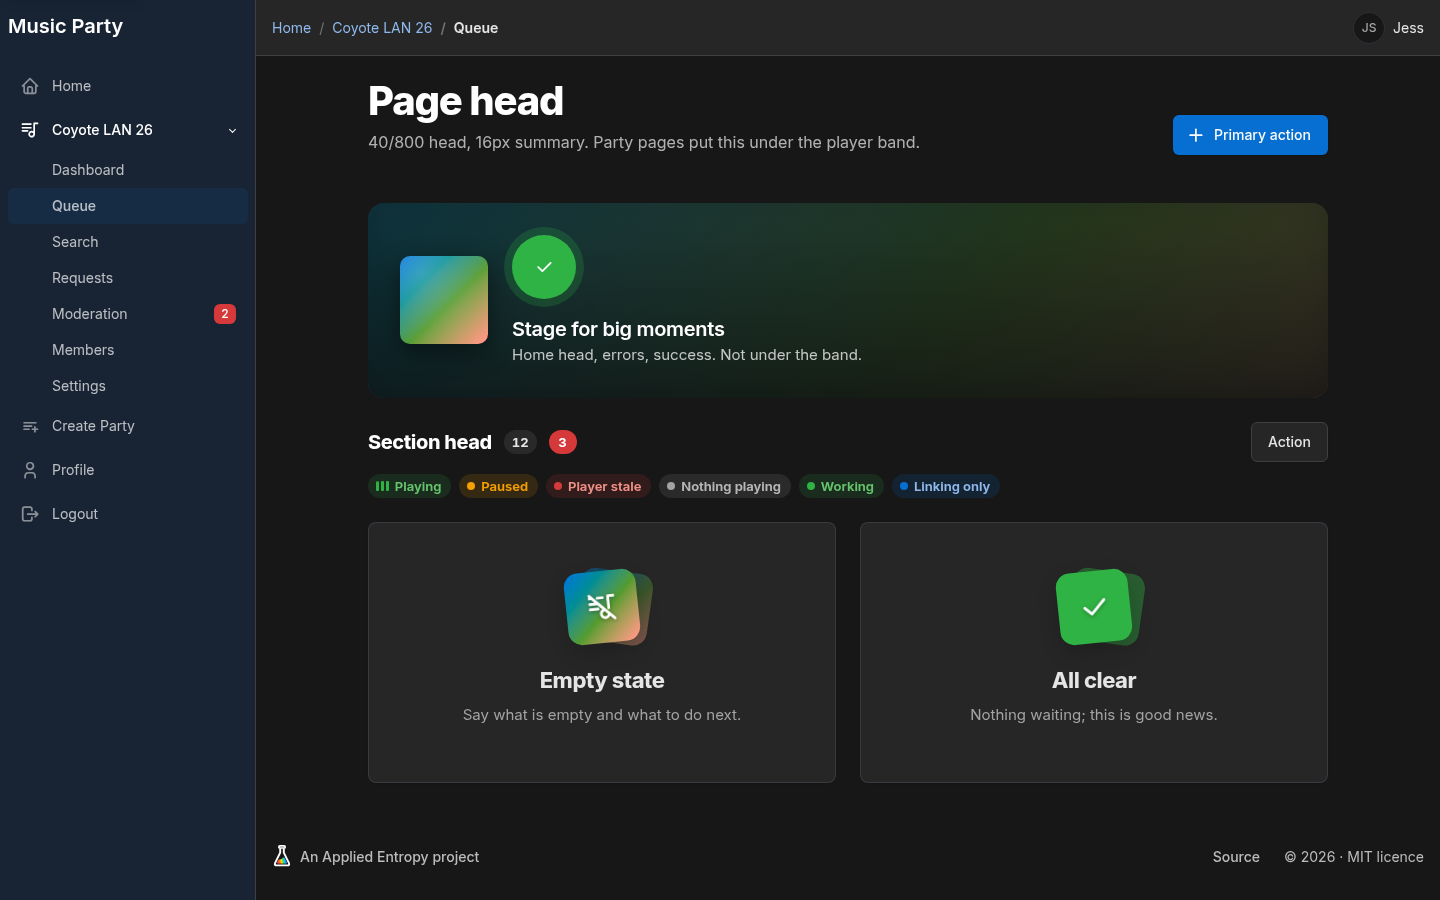 Music Party
Home / Coyote LAN 26 / Queue
JS Jess
Home
Coyote LAN 26
Dashboard
Queue
Search
Requests
Moderation 2
Members
Settings
Create Party
Profile
Logout
Page head
40/800 head, 16px summary. Party pages put this under the player band.
Primary action
Stage for big moments
Home head, errors, success. Not under the band.
Section head 12 3
Action
Playing Paused Player stale Nothing playing Working Linking only
Empty state
Say what is empty and what to do next.
All clear
Nothing waiting; this is good news.
An Applied Entropy project
Source © 2026 · MIT licence